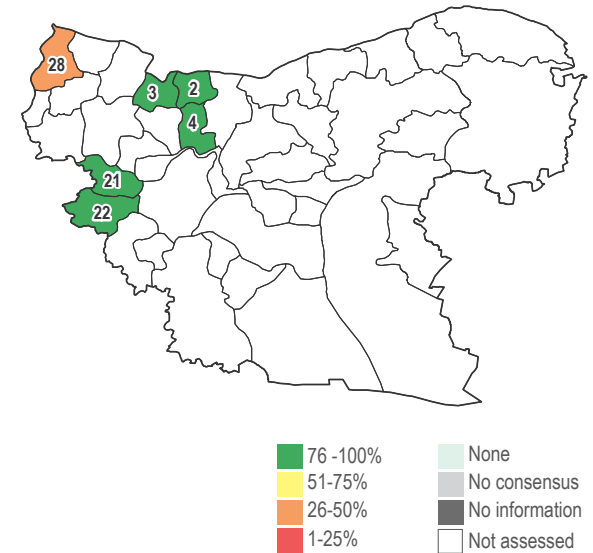 28
3
2
4
21
22
76 -100%
51-75%
26-50%
1-25%
None
No consensus
No information
Not assessed